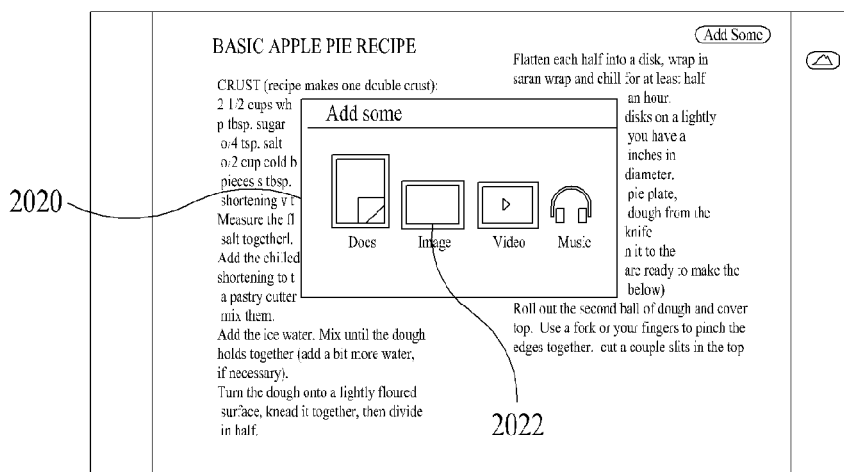 BASIC APPLE PIE RECIPE
CRUST (recipe makes one dcuble crust):
2 1/2 cups wh
p tbsp. sugar
o/4 tsp. salt
o/2 cup cold b
pieces s tbsp.
shortening v t
Measure the fl
salt togetherl.
Add the chilled
shortening to t
a pastry cutter
mix them.
Add the ice water. Mix until the dough
holds together (add a bit more water,
if necessary).
Turn the dough onto a lightly floured
surface, knead it together, then divide
in half.
Add Some
Flatten each half into a disk, wrap in
saran wrap and chill for at least half
an hour.
disks on a lightly
you have a
inches in
diameter.
pie plate,
dough from the
knife
n it to the
are ready to make the
below)
Roll out the second ball of dough and cover
top. Use a fork or your fingers to pinch the
edges together. cut a couple slits in the top
Add some
Docs
Image
Video
Music
2020
2022